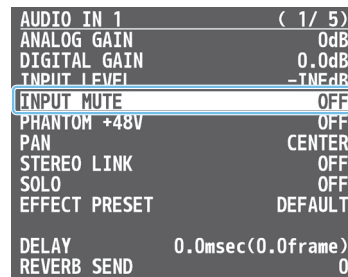 AUDIO IN 1 ( 1/ 5)
ANALOG GAIN 0dB
DIGITAL GAIN 0.0dB
INPUT LEVEL -INFdB
INPUT MUTE OFF
PHANTOM +48V OFF
PAN CENTER
STEREO LINK OFF
SOLO OFF
EFFECT PRESET DEFAULT
DELAY 0.0msec(0.0frame)
REVERB SEND 0